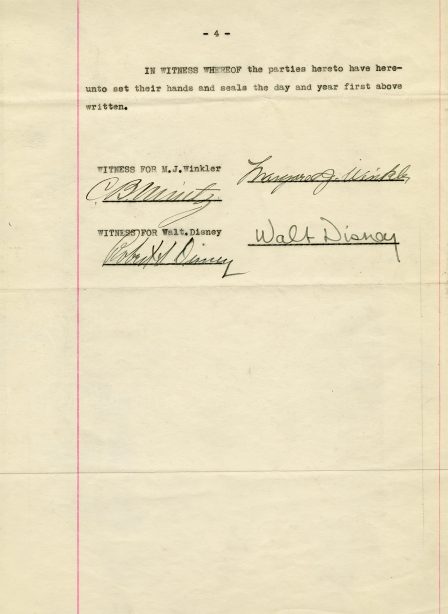 - 4 -
IN WITNESS WHEREOF the parties hereto have here-
unto set their hands and seals the day and year first above
written.
WITNESS FOR M.J.Winkler
Margaret J. Winkler
C B Mintz
WITNESS FOR Walt.Disney
Walt Disney
Robert S Disney